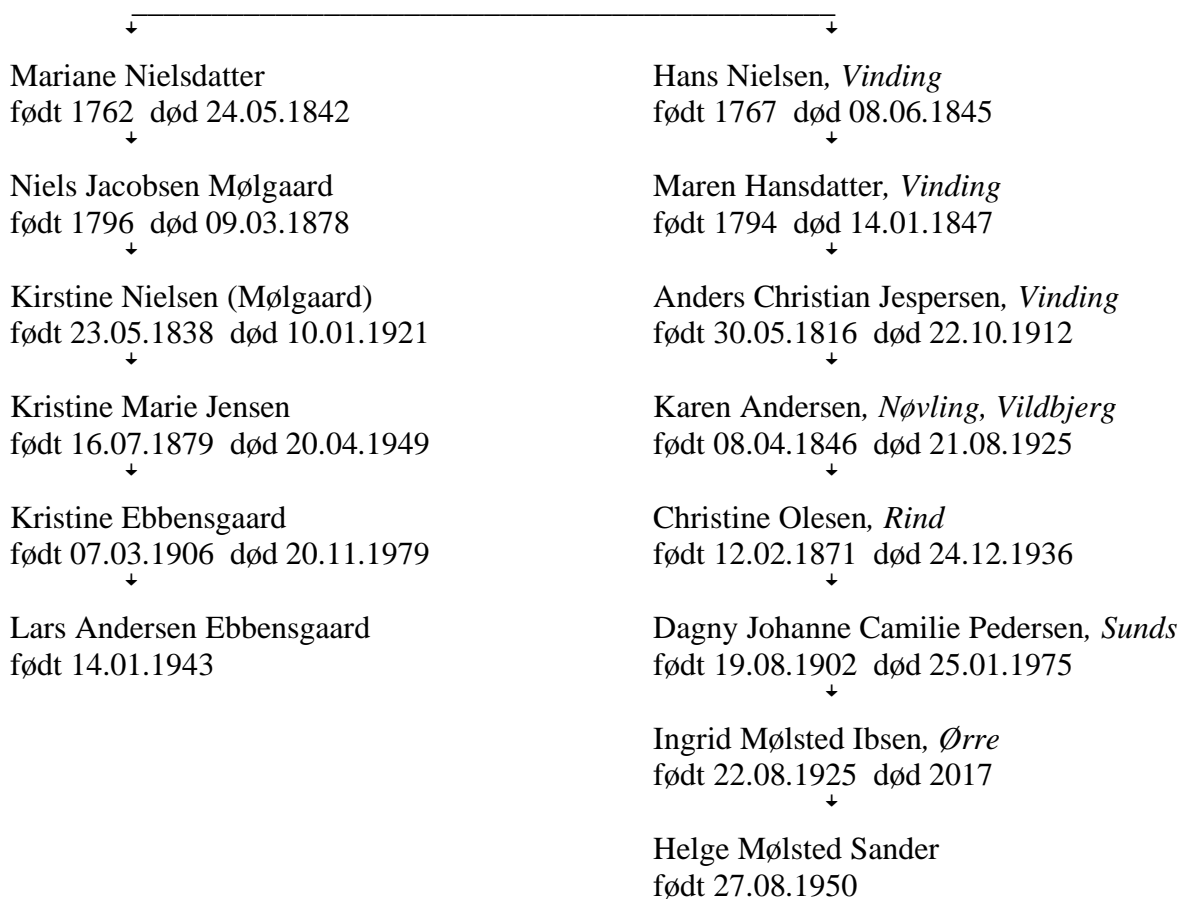 Mariane Nielsdatter
født 1762 død 24.05.1842
Niels Jacobsen Mølgaard
født 1796 død 09.03.1878
Kirstine Nielsen (Mølgaard)
født 23.05.1838 død 10.01.1921
Kristine Marie Jensen
født 16.07.1879 død 20.04.1949
Kristine Ebbensgaard
født 07.03.1906 død 20.11.1979
Lars Andersen Ebbensgaard
født 14.01.1943
Hans Nielsen, Vinding
født 1767 død 08.06.1845
Maren Hansdatter, Vinding
født 1794 død 14.01.1847
Anders Christian Jespersen, Vinding
født 30.05.1816 død 22.10.1912
Karen Andersen, Nøvling, Vildbjerg
født 08.04.1846 død 21.08.1925
Christine Olesen, Rind
født 12.02.1871 død 24.12.1936
Dagny Johanne Camilie Pedersen, Sunds
født 19.08.1902 død 25.01.1975
Ingrid Mølsted Ibsen, Ørre
født 22.08.1925 død 2017
Helge Mølsted Sander
født 27.08.1950